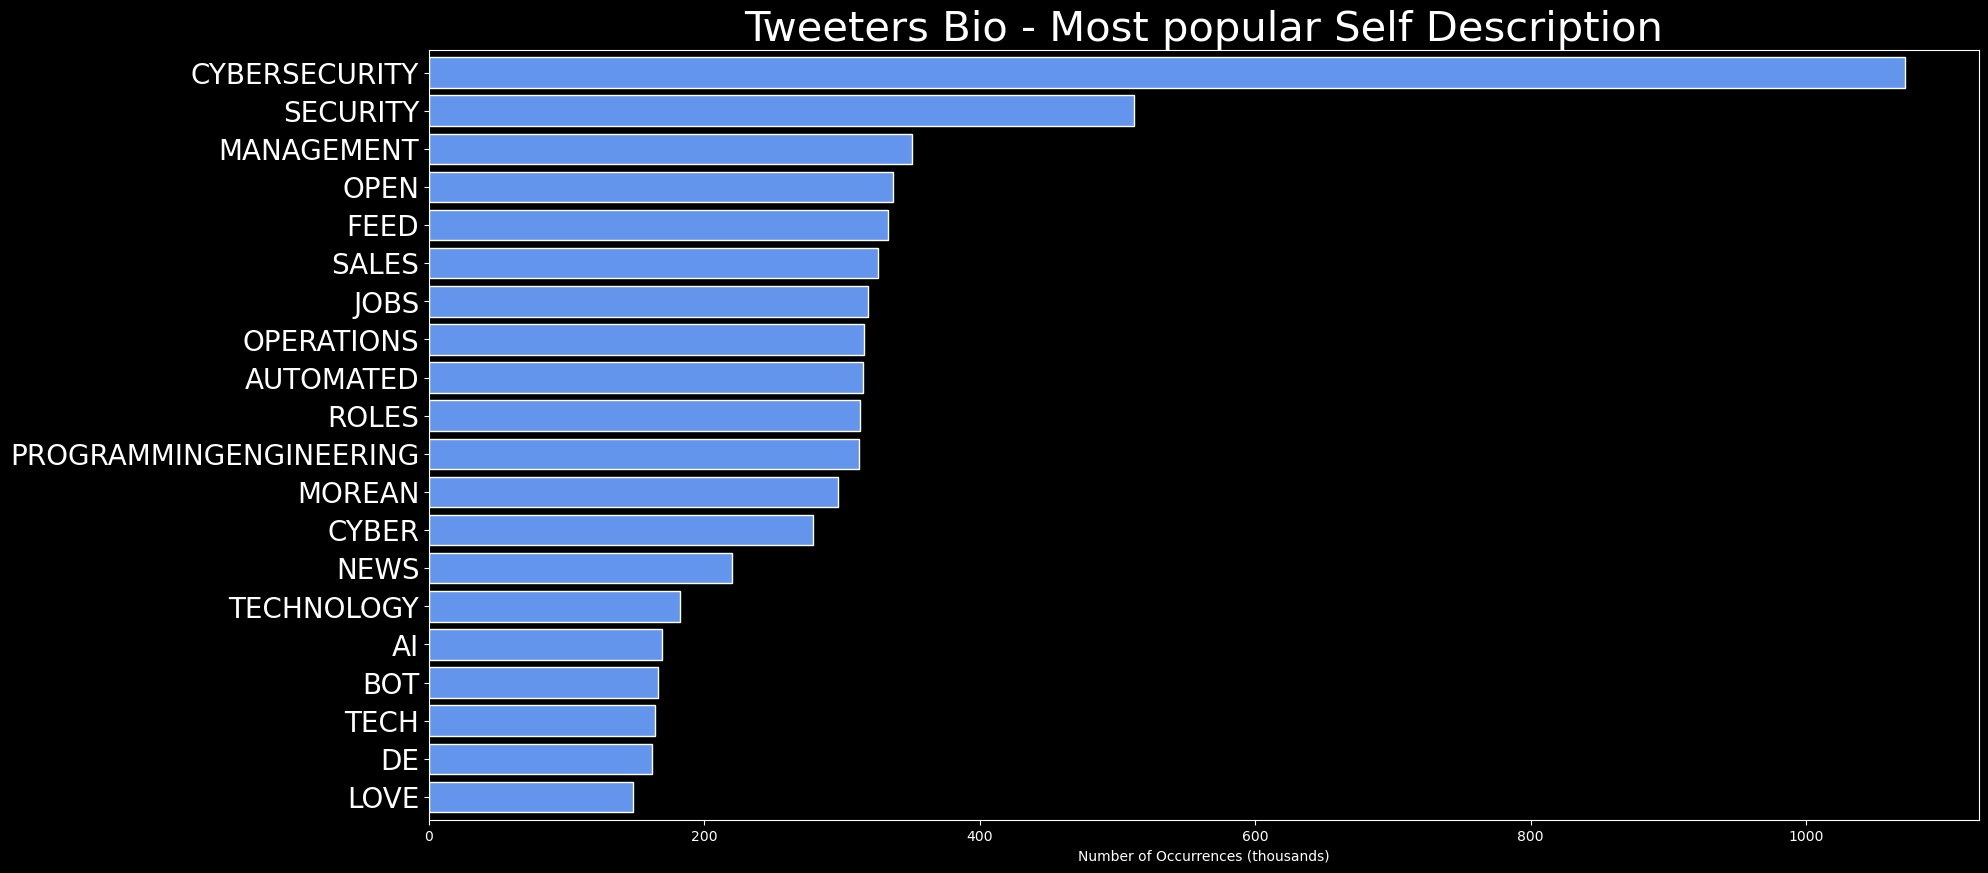 Tweeters Bio - Most popular Self Description
CYBERSECURITY
SECURITY
MANAGEMENT
OPEN
FEED
SALES
JOBS
OPERATIONS
AUTOMATED
ROLES
PROGRAMMINGENGINEERING
MOREAN
CYBER
NEWS
TECHNOLOGY
AI
BOT
TECH
DE
LOVE
0 200 400 600 800 1000
Number of Occurrences (thousands)